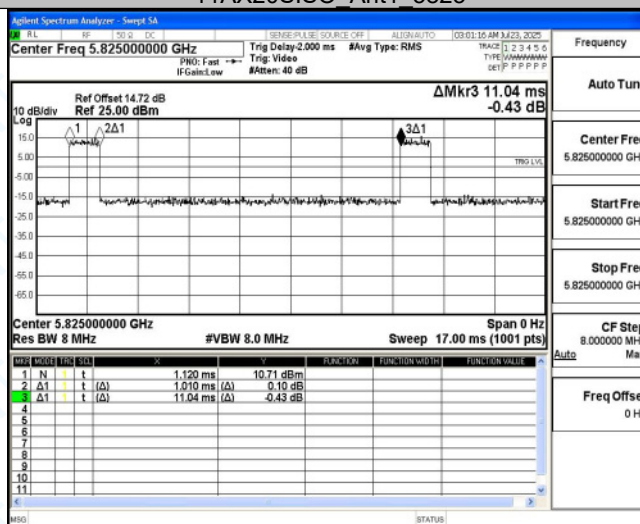 11AX20SISO_Ant1_5825
Agilent Spectrum Analyzer - Swept SA
RL RF 50 Ω DC SENSE:PULSE SOURCE OFF ALIGNAUTO 03:01:16 AM Jul 23, 2025
Center Freq 5.825000000 GHz
PNO: Fast
IFGain:Low
Trig Delay-2.000 ms
Trig: Video
#Atten: 40 dB
#Avg Type: RMS
TRACE 1 2 3 4 5 6
TYPE WWWWWW
DET P P P P P P
Ref Offset 14.72 dB
10 dB/div Ref 25.00 dBm
ΔMkr3 11.04 ms
-0.43 dB
Log
1 2Δ1 3Δ1
15.0
5.00
TRIG LVL
-5.00
-15.0
-25.0
-35.0
-45.0
-55.0
-65.0
Center 5.825000000 GHz Span 0 Hz
Res BW 8 MHz #VBW 8.0 MHz Sweep 17.00 ms (1001 pts)
MKR MODE TRC SCL X Y FUNCTION FUNCTION WIDTH FUNCTION VALUE
1 N 1 t 1.120 ms 10.71 dBm
2 Δ1 1 t (Δ) 1.010 ms (Δ) 0.10 dB
3 Δ1 1 t (Δ) 11.04 ms (Δ) -0.43 dB
4
5
6
7
8
9
10
11
MSG STATUS
Frequency
Auto Tun
Center Fre
5.825000000 GH
Start Fre
5.825000000 GH
Stop Fre
5.825000000 GH
CF Ste
8.000000 MH
Auto Ma
Freq Offse
0 H